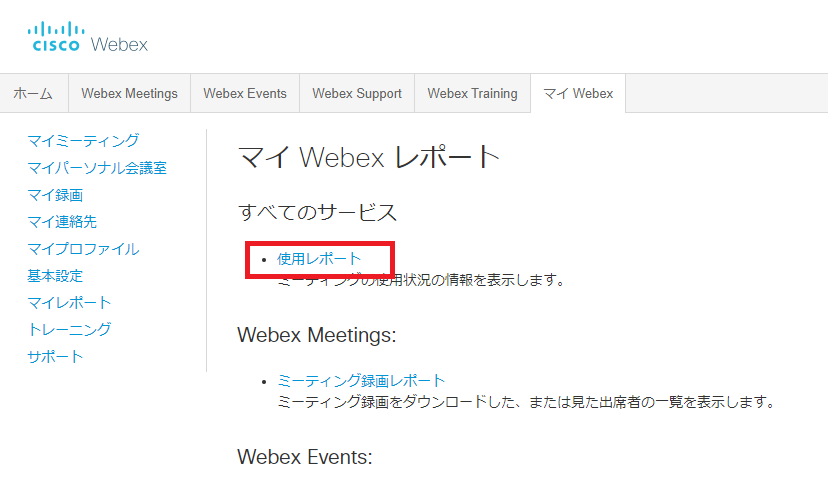 CISCO Webex
ホーム Webex Meetings Webex Events Webex Support Webex Training マイ Webex
マイミーティング
マイパーソナル会議室
マイ録画
マイ連絡先
マイプロファイル
基本設定
マイレポート
トレーニング
サポート
マイ Webex レポート
すべてのサービス
使用レポート
ミーティングの使用状況の情報を表示します。
Webex Meetings:
ミーティング録画レポート
ミーティング録画をダウンロードした、または見た出席者の一覧を表示します。
Webex Events: